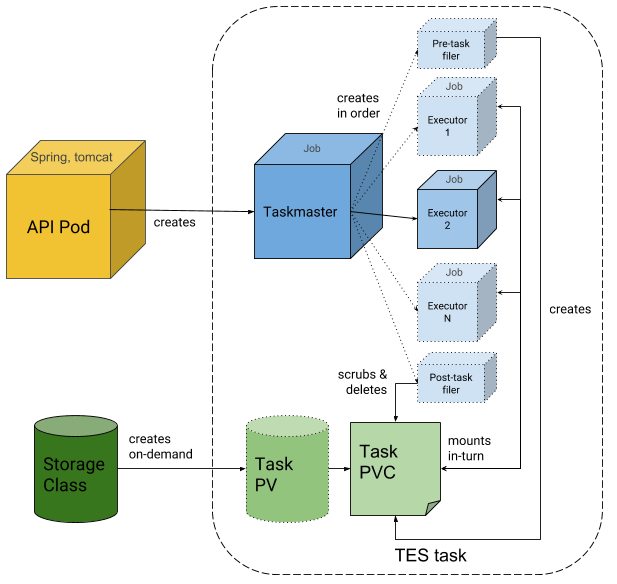 Pre-task
filer
creates
in order
Job
Executor
1
Spring, tomcat
API Pod
creates
Job
Taskmaster
Job
Executor
2
Job
Executor
N
creates
Post-task
filer
scrubs &
deletes
Storage
Class
creates
on-demand
Task
PV
Task
PVC
mounts
in-turn
TES task